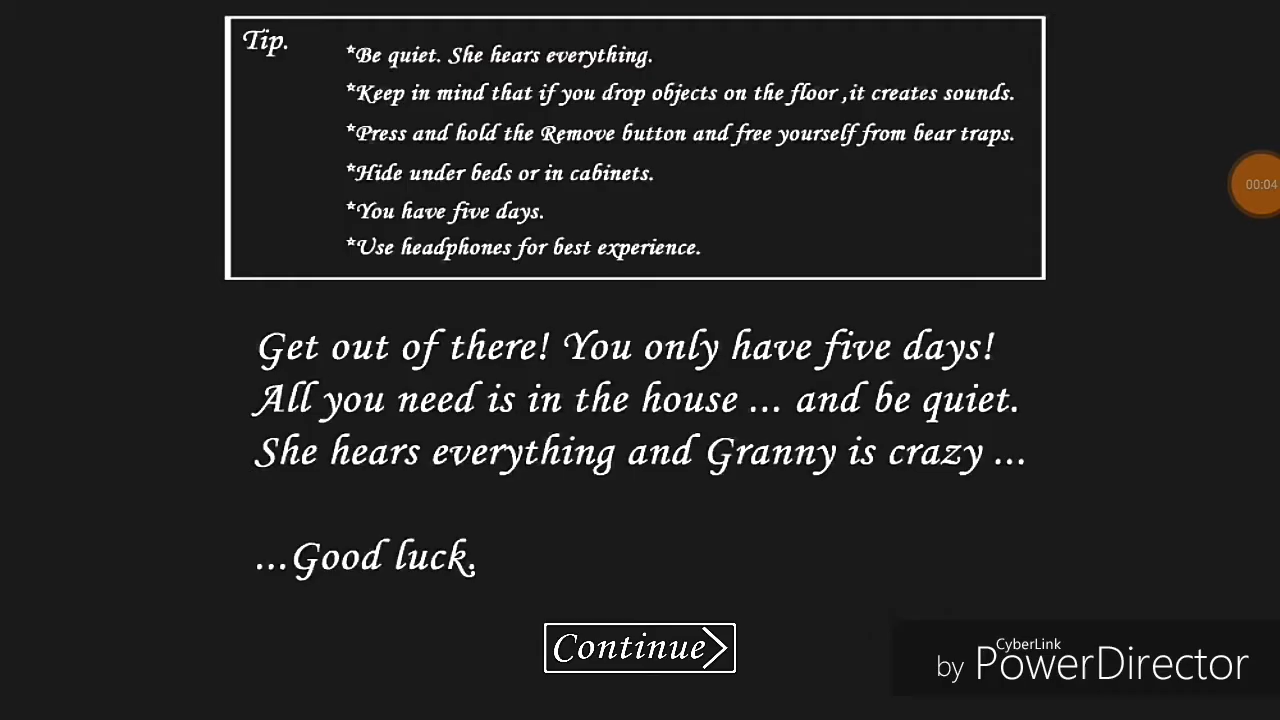 Tip.
*Be quiet. She hears everything.
*Keep in mind that if you drop objects on the floor ,it creates sounds.
*Press and hold the Remove button and free yourself from bear traps.
*Hide under beds or in cabinets.
*You have five days.
*Use headphones for best experience.
00:04
Get out of there! You only have five days!
All you need is in the house ... and be quiet.
She hears everything and Granny is crazy ...
...Good luck.
Continue
CyberLink
by PowerDirector